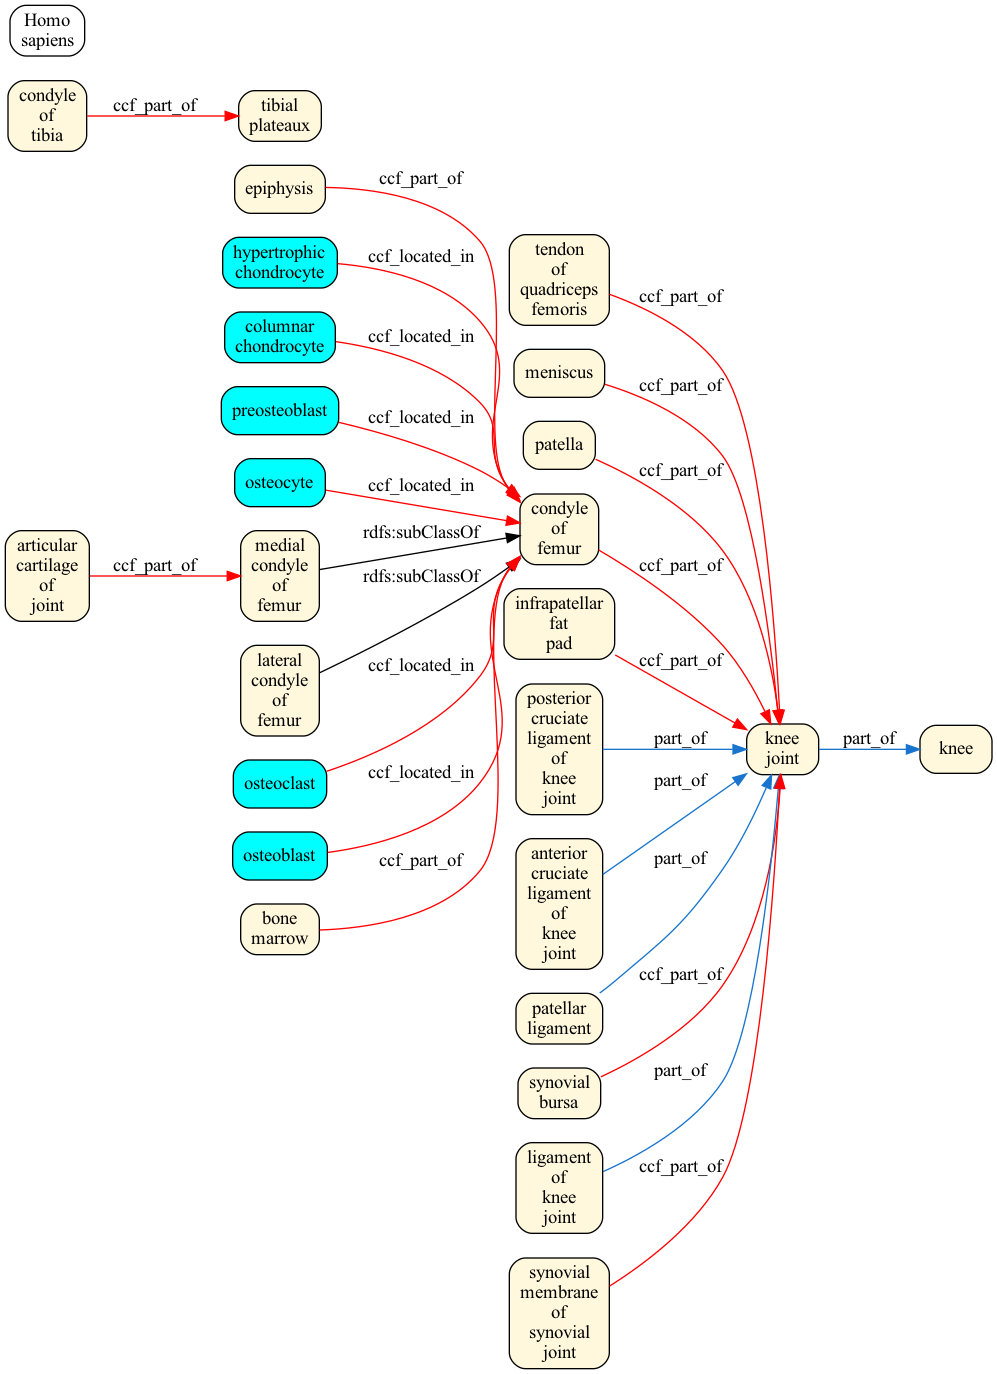 Homo
sapiens
condyle
of
tibia
ccf_part_of
tibial
plateaux
epiphysis
ccf_part_of
hypertrophic
chondrocyte
ccf_located_in
columnar
chondrocyte
ccf_located_in
preosteoblast
ccf_located_in
osteocyte
ccf_located_in
articular
cartilage
of
joint
ccf_part_of
medial
condyle
of
femur
rdfs:subClassOf
lateral
condyle
of
femur
rdfs:subClassOf
osteoclast
ccf_located_in
osteoblast
ccf_located_in
bone
marrow
ccf_part_of
tendon
of
quadriceps
femoris
ccf_part_of
meniscus
ccf_part_of
patella
ccf_part_of
condyle
of
femur
ccf_part_of
infrapatellar
fat
pad
ccf_part_of
posterior
cruciate
ligament
of
knee
joint
part_of
anterior
cruciate
ligament
of
knee
joint
part_of
patellar
ligament
part_of
synovial
bursa
ccf_part_of
ligament
of
knee
joint
part_of
synovial
membrane
of
synovial
joint
ccf_part_of
knee
joint
part_of
knee